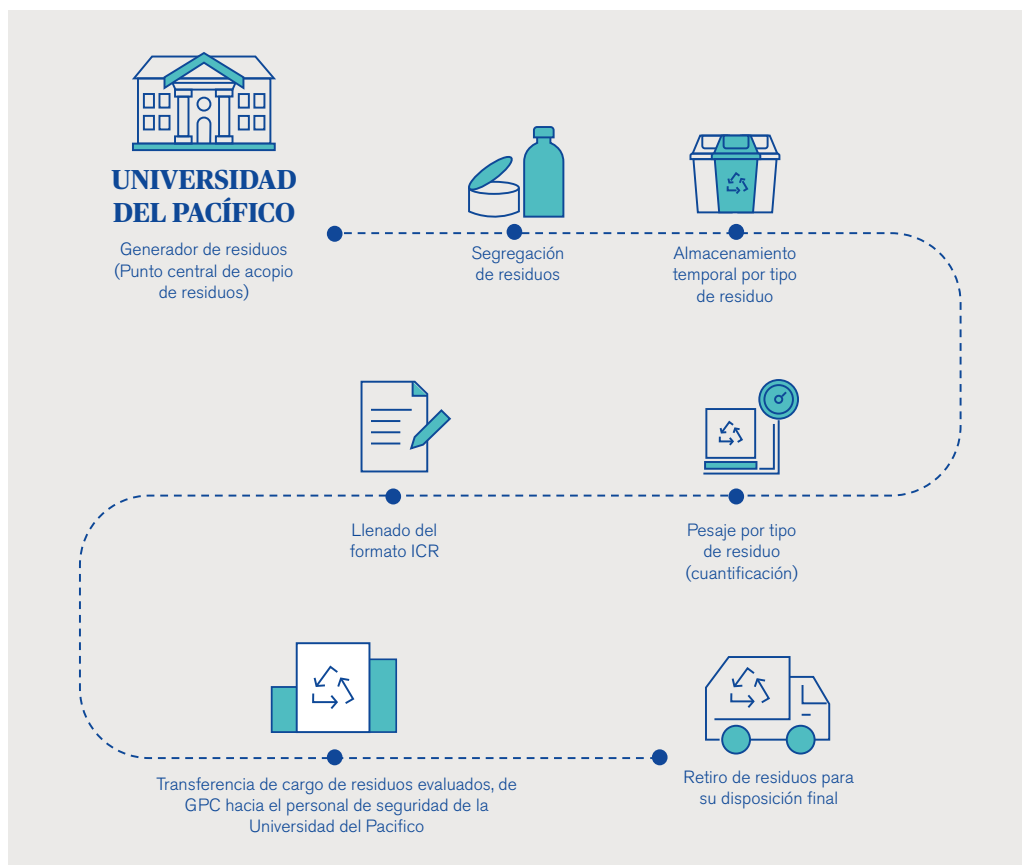 UNIVERSIDAD
DEL PACÍFICO
Generador de residuos
(Punto central de acopio
de residuos)
Segregación
de residuos
Almacenamiento
temporal por tipo
de residuo
Pesaje por tipo
de residuo
(cuantificación)
Llenado del
formato ICR
Transferencia de cargo de residuos evaluados, de
GPC hacia el personal de seguridad de la
Universidad del Pacifico
Retiro de residuos para
su disposición final